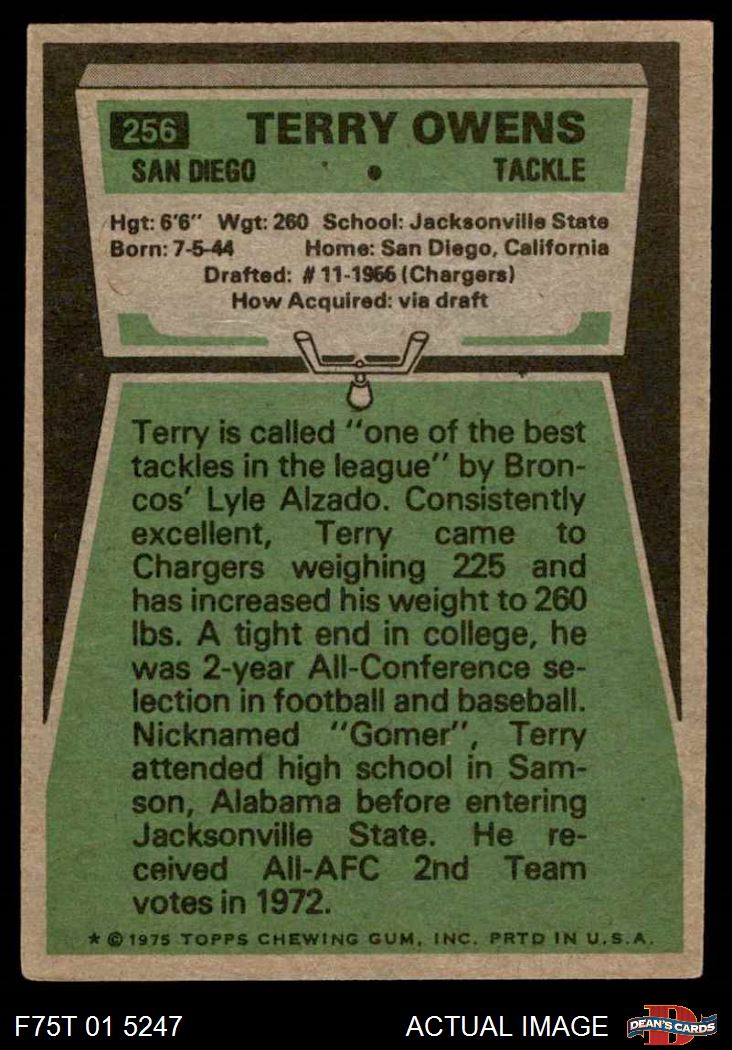 256 TERRY OWENS
SAN DIEGO • TACKLE
Hgt: 6'6" Wgt: 260 School: Jacksonville State
Born: 7-5-44 Home: San Diego, California
Drafted: #11-1966 (Chargers)
How Acquired: via draft
Terry is called "one of the best
tackles in the league" by Bron-
cos' Lyle Alzado. Consistently
excellent, Terry came to
Chargers weighing 225 and
has increased his weight to 260
lbs. A tight end in college, he
was 2-year All-Conference se-
lection in football and baseball.
Nicknamed "Gomer", Terry
attended high school in Sam-
son, Alabama before entering
Jacksonville State. He re-
ceived All-AFC 2nd Team
votes in 1972.
* © 1975 TOPPS CHEWING GUM, INC. PRTD IN U.S.A.
F75T 01 5247 ACTUAL IMAGE D DEAN'S CARDS